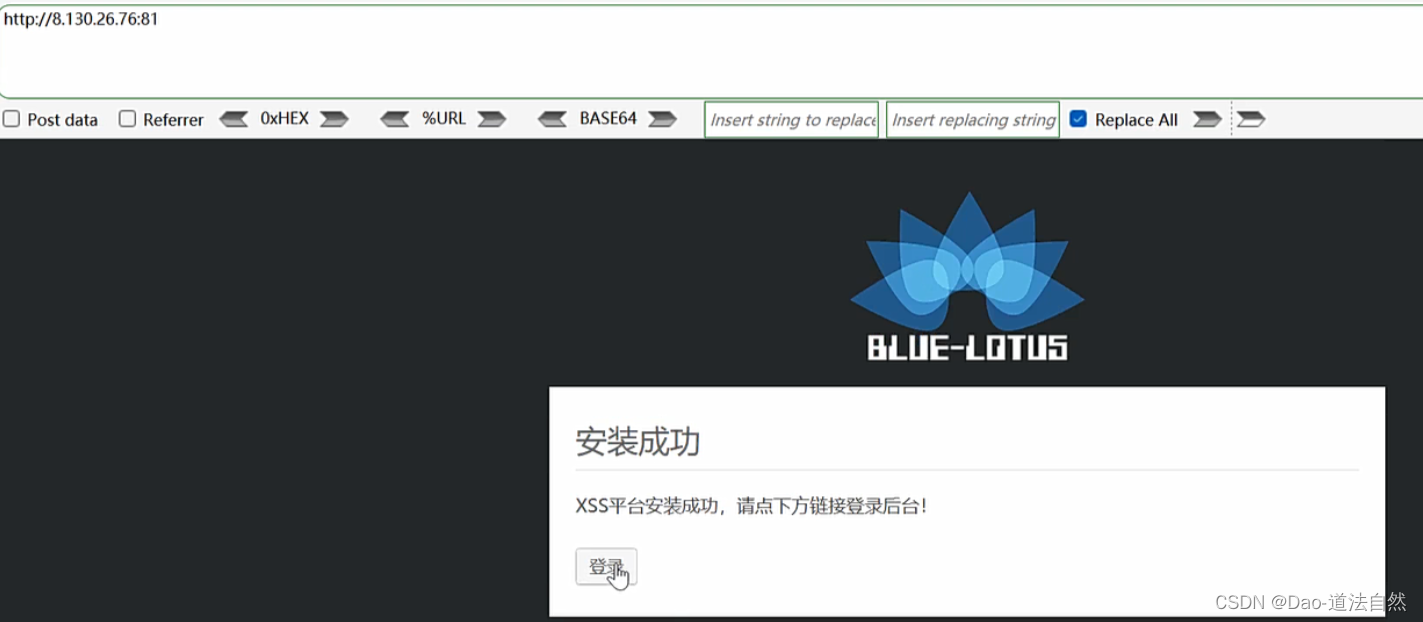 http://8.130.26.76:81
Post data Referrer 0xHEX %URL BASE64 Insert string to replace Insert replacing string Replace All
BLUE-LOTUS
安装成功
XSS平台安装成功，请点下方链接登录后台！
登录
CSDN @Dao-道法自然